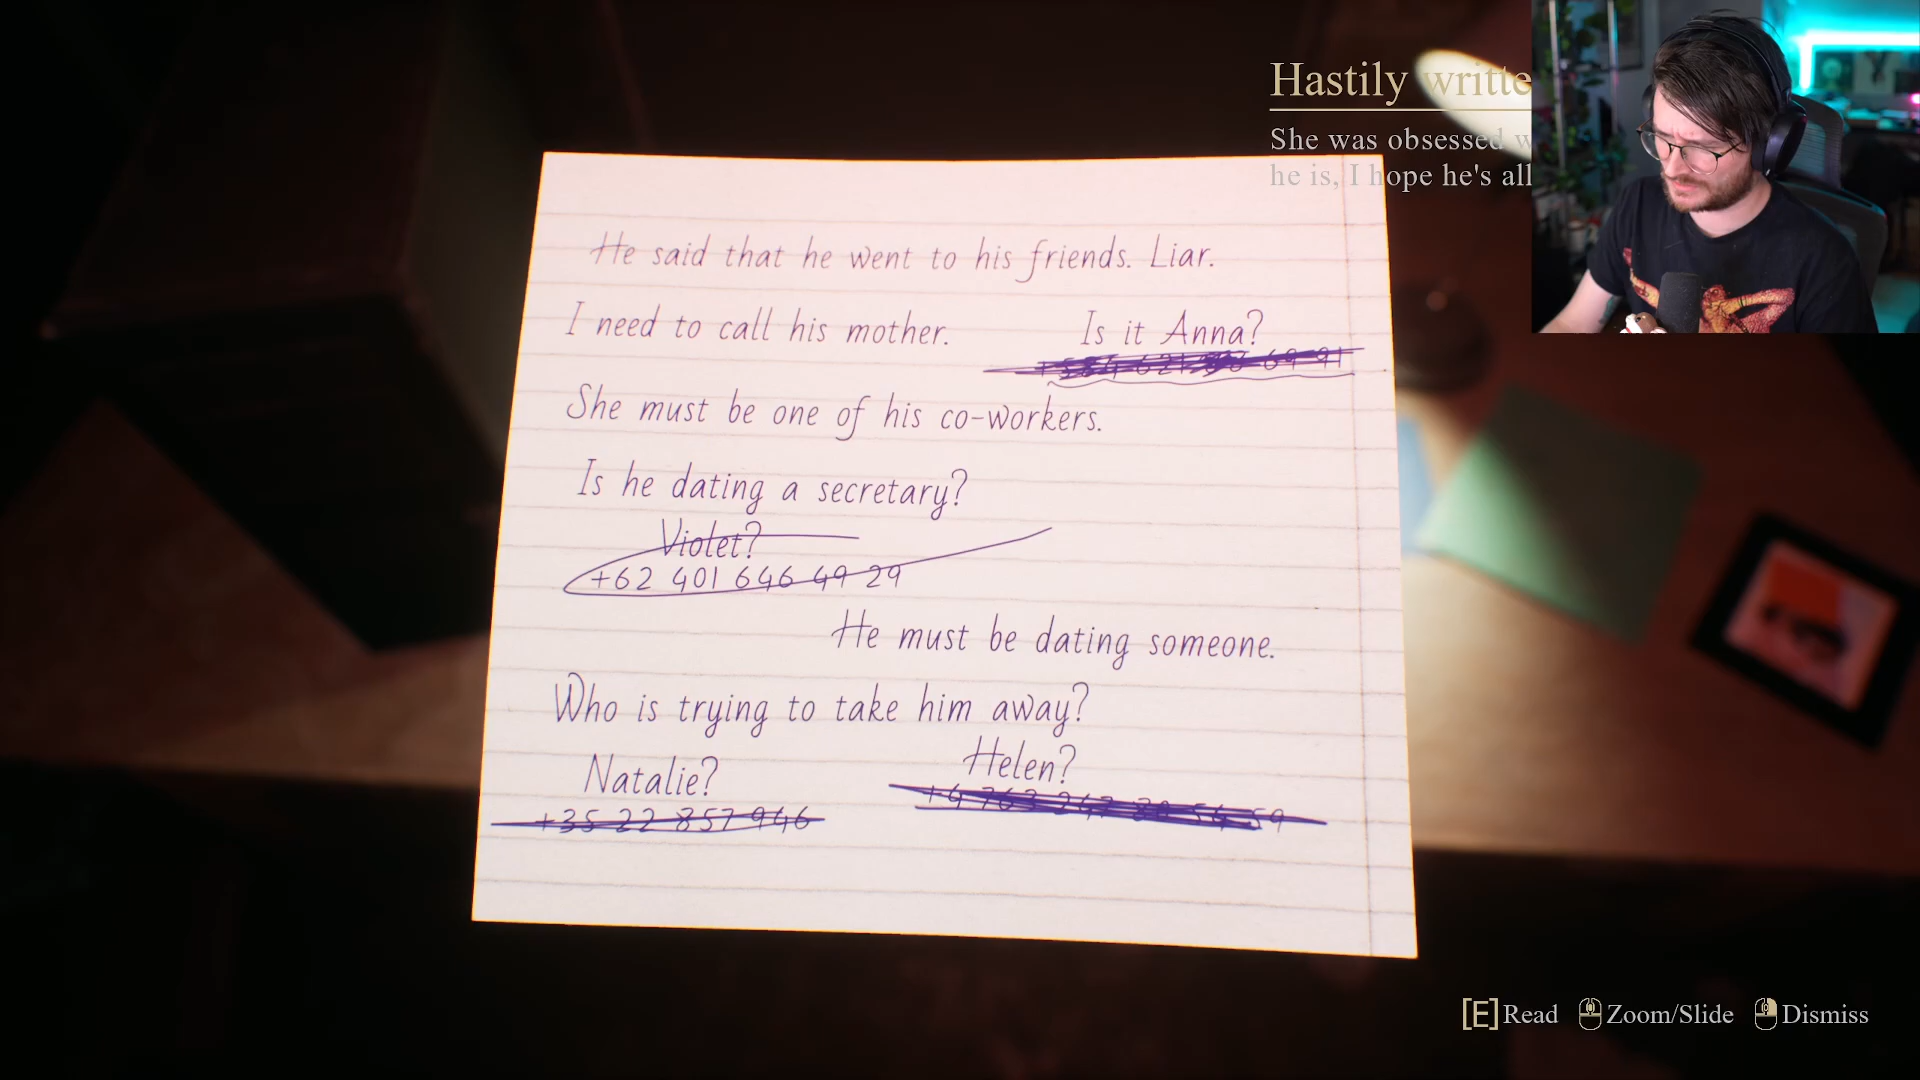 Hastily writte
She was obsessed w
he is, I hope he's all
He said that he went to his friends. Liar.
I need to call his mother.
Is it Anna?
She must be one of his co-workers.
Is he dating a secretary?
Violet?
+62 401 646 49 29
He must be dating someone.
Who is trying to take him away?
Natalie?
+35 22 857 946
Helen?
[E] Read
Zoom/Slide
Dismiss